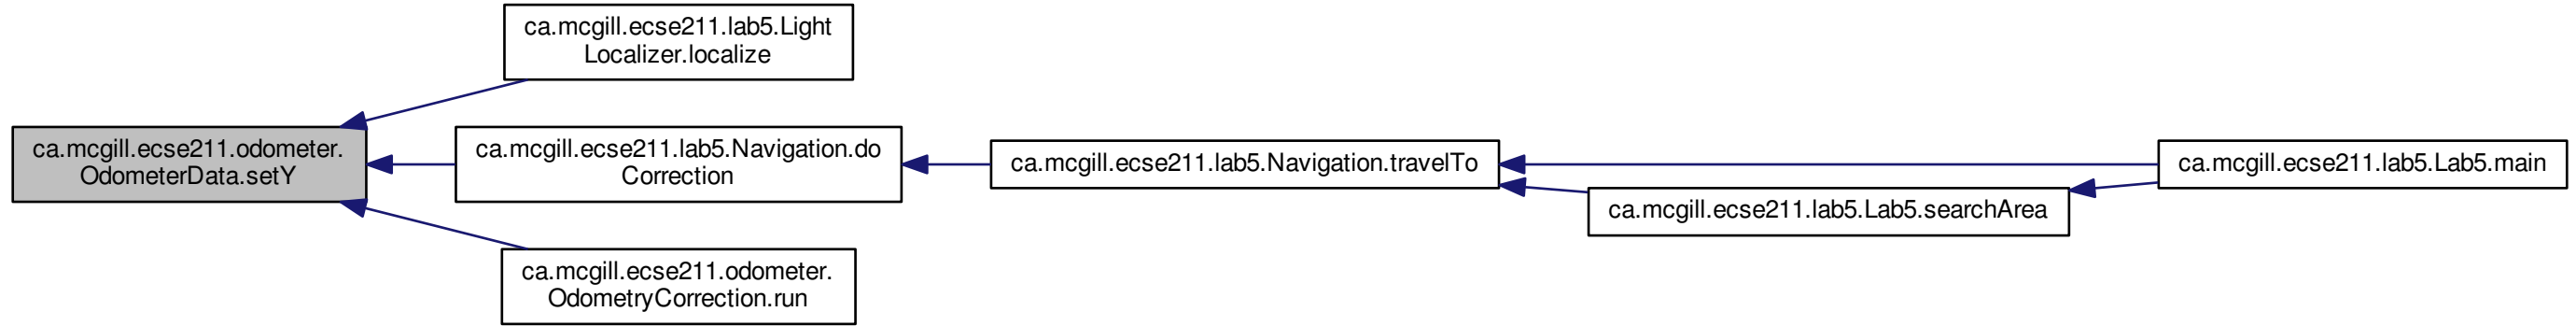 ca.mcgill.ecse211.lab5.Light
Localizer.localize
ca.mcgill.ecse211.odometer.
OdometerData.setY
ca.mcgill.ecse211.lab5.Navigation.do
Correction
ca.mcgill.ecse211.lab5.Navigation.travelTo
ca.mcgill.ecse211.lab5.Lab5.main
ca.mcgill.ecse211.lab5.Lab5.searchArea
ca.mcgill.ecse211.odometer.
OdometryCorrection.run